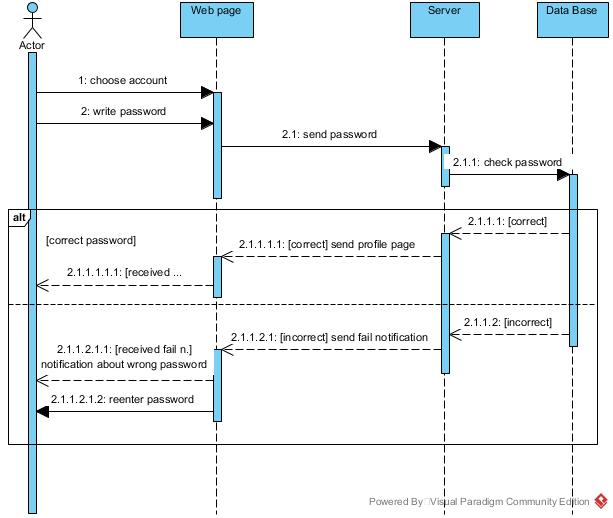 Actor
Web page
Server
Data Base
1: choose account
2: write password
2.1: send password
2.1.1: check password
alt
2.1.1.1: [correct]
[correct password]
2.1.1.1.1: [correct] send profile page
2.1.1.1.1.1: [received ...
2.1.1.2: [incorrect]
2.1.1.2.1: [incorrect] send fail notification
2.1.1.2.1.1: [received fail n.]
notification about wrong password
2.1.1.2.1.2: reenter password
Powered By Visual Paradigm Community Edition